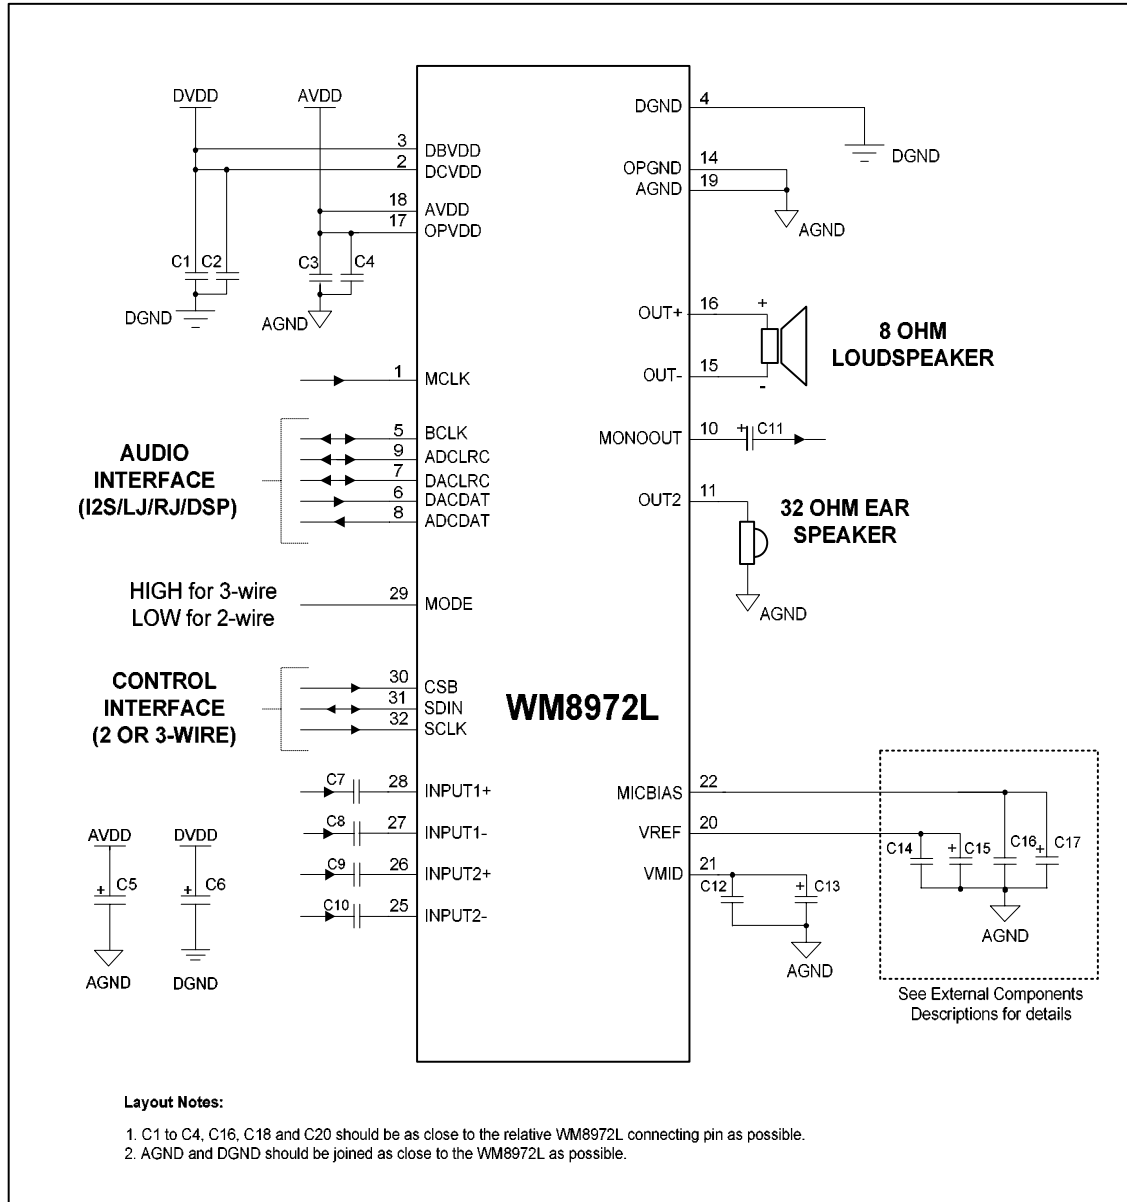 DVDD
AVDD
3 DBVDD
2 DCVDD
18 AVDD
17 OPVDD
C1
C2
C3
C4
DGND
AGND
DGND 4
DGND
OPGND 14
AGND 19
AGND
1 MCLK
OUT+ 16
+
8 OHM
LOUDSPEAKER
OUT- 15
-
AUDIO
INTERFACE
(I2S/LJ/RJ/DSP)
5 BCLK
9 ADCLRC
7 DACLRC
6 DACDAT
8 ADCDAT
MONOOUT 10 + C11
OUT2 11
32 OHM EAR
SPEAKER
AGND
HIGH for 3-wire
LOW for 2-wire
29 MODE
CONTROL
INTERFACE
(2 OR 3-WIRE)
30 CSB
31 SDIN
32 SCLK
WM8972L
C7 28 INPUT1+
C8 27 INPUT1-
C9 26 INPUT2+
C10 25 INPUT2-
AVDD
+ C5
AGND
DVDD
+ C6
DGND
MICBIAS 22
VREF 20
VMID 21
C12
+ C13
AGND
C14
+ C15
C16
+ C17
AGND
See External Components
Descriptions for details
Layout Notes:
1. C1 to C4, C16, C18 and C20 should be as close to the relative WM8972L connecting pin as possible.
2. AGND and DGND should be joined as close to the WM8972L as possible.